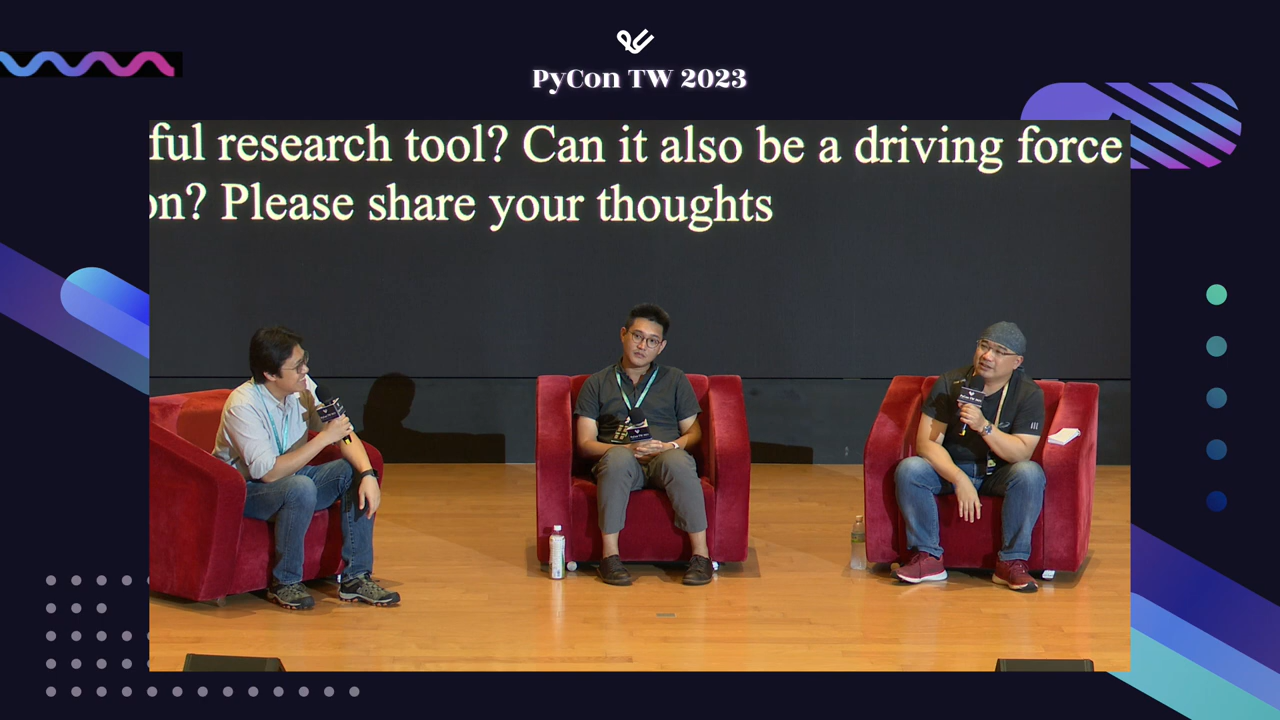 PyCon TW 2023
ful research tool? Can it also be a driving force
on? Please share your thoughts